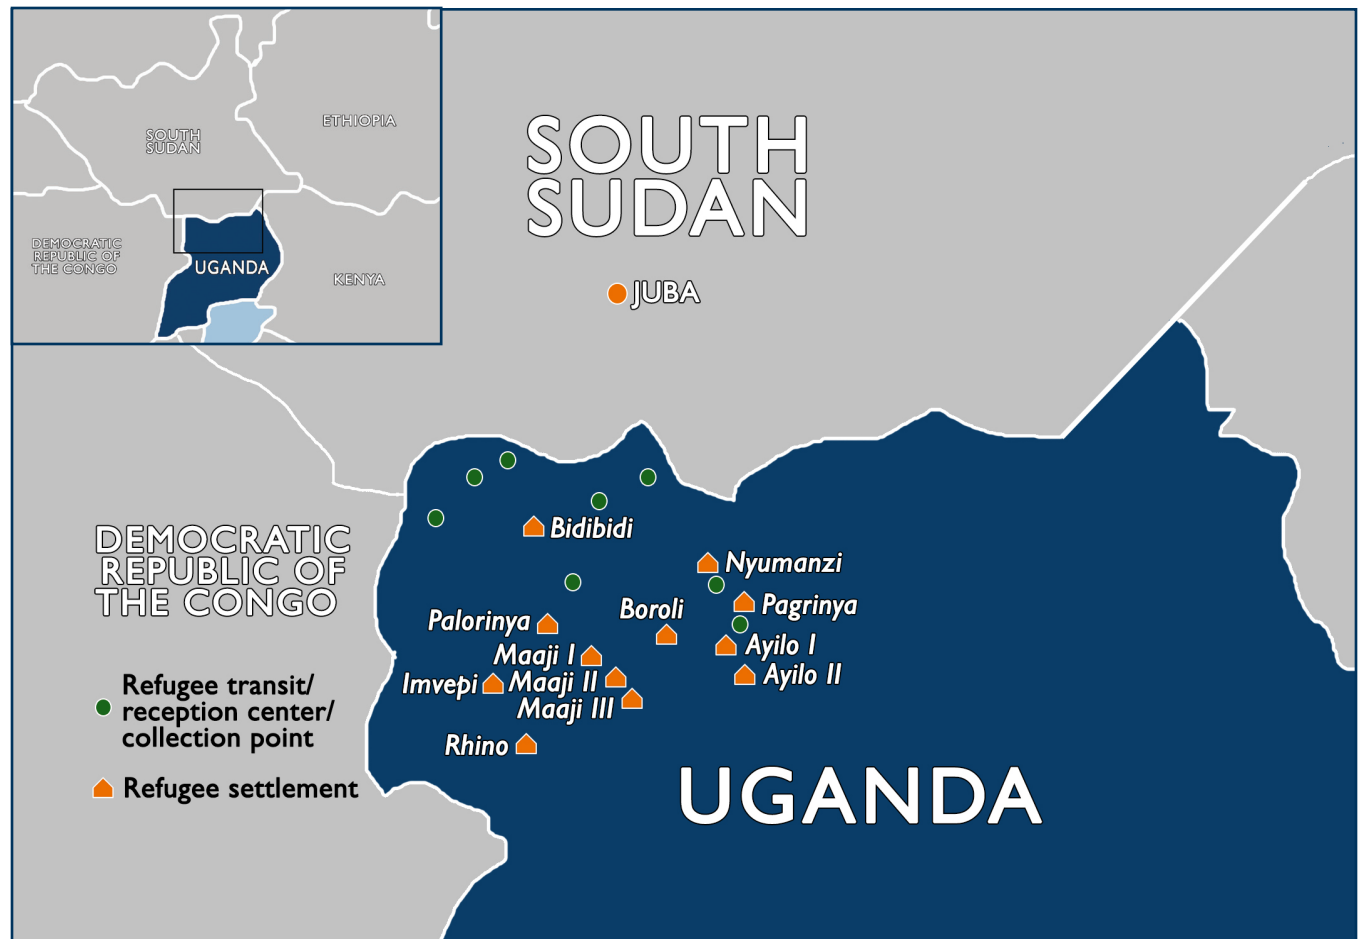 SOUTH
SUDAN
ETHIOPIA
DEMOCRATIC
REPUBLIC OF
THE CONGO
UGANDA
KENYA
SOUTH
SUDAN
JUBA
DEMOCRATIC
REPUBLIC OF
THE CONGO
Bidibidi
Nyumanzi
Pagrinya
Boroli
Palorinya
Ayilo I
Maaji I
Ayilo II
Imvepi
Maaji II
Maaji III
Rhino
Refugee transit/
reception center/
collection point
Refugee settlement
UGANDA